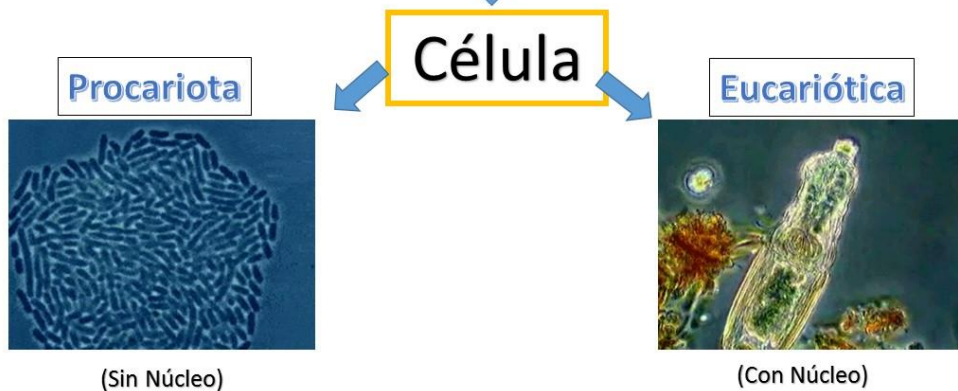 Célula
Procariota
Eucariótica
(Sin Núcleo)
(Con Núcleo)